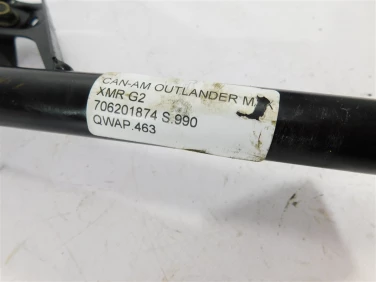 CAN-AM OUTLANDER
XMR G2
706201874 S.990
QWAP.463